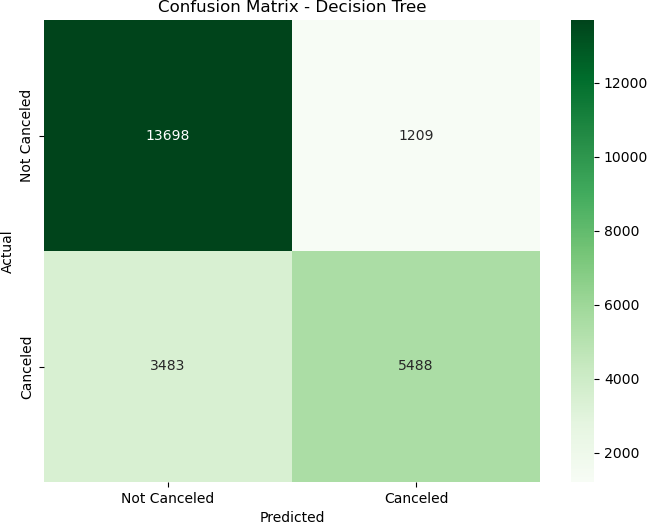 Confusion Matrix - Decision Tree
Not Canceled
13698
1209
Actual
Canceled
3483
5488
Not Canceled
Canceled
Predicted
12000
10000
8000
6000
4000
2000